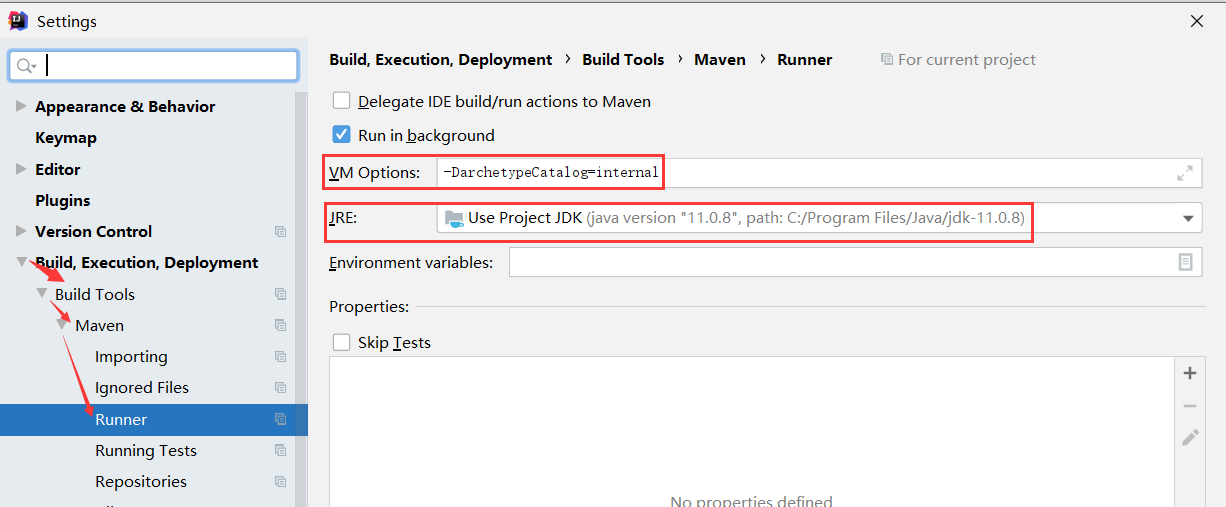 Settings
Appearance & Behavior
Keymap
Editor
Plugins
Version Control
Build, Execution, Deployment
Build Tools
Maven
Importing
Ignored Files
Runner
Running Tests
Repositories
Build, Execution, Deployment › Build Tools › Maven › Runner For current project
Delegate IDE build/run actions to Maven
Run in background
VM Options: -DarchetypeCatalog=internal
JRE: Use Project JDK (java version "11.0.8", path: C:/Program Files/Java/jdk-11.0.8)
Environment variables:
Properties:
Skip Tests
No properties defined